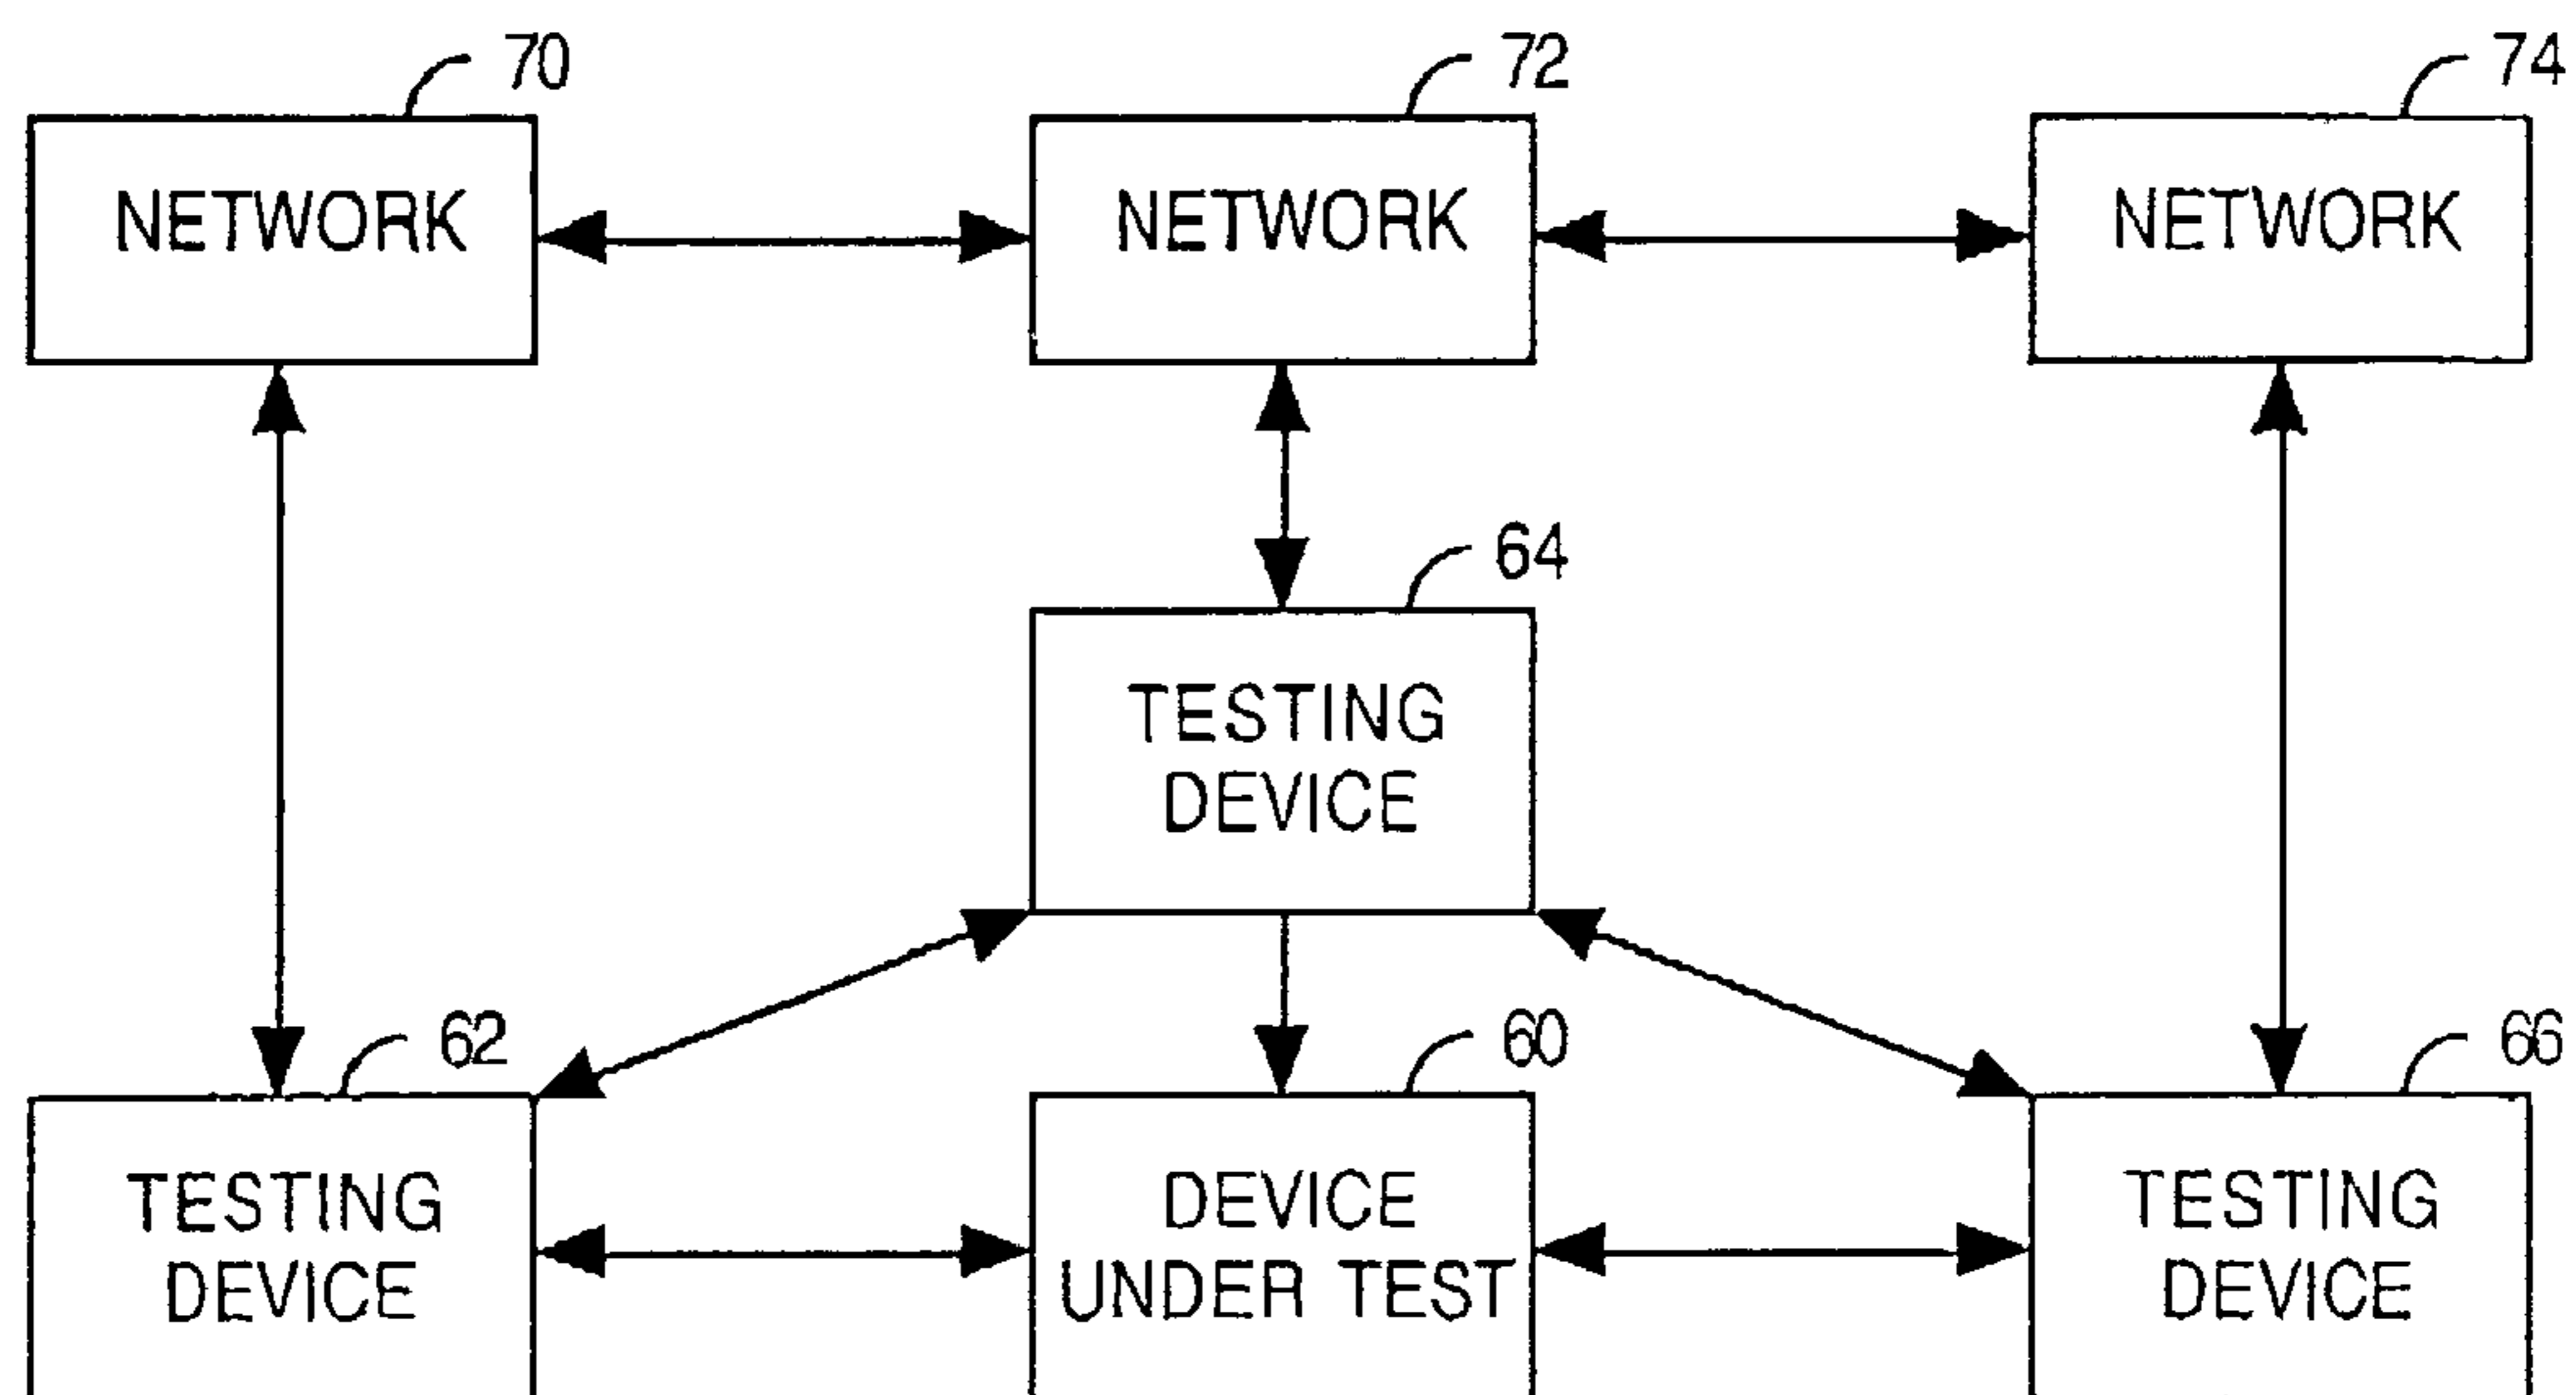 70
72
74
NETWORK
NETWORK
NETWORK
64
TESTING
DEVICE
62
60
66
TESTING
DEVICE
DEVICE
UNDER TEST
TESTING
DEVICE